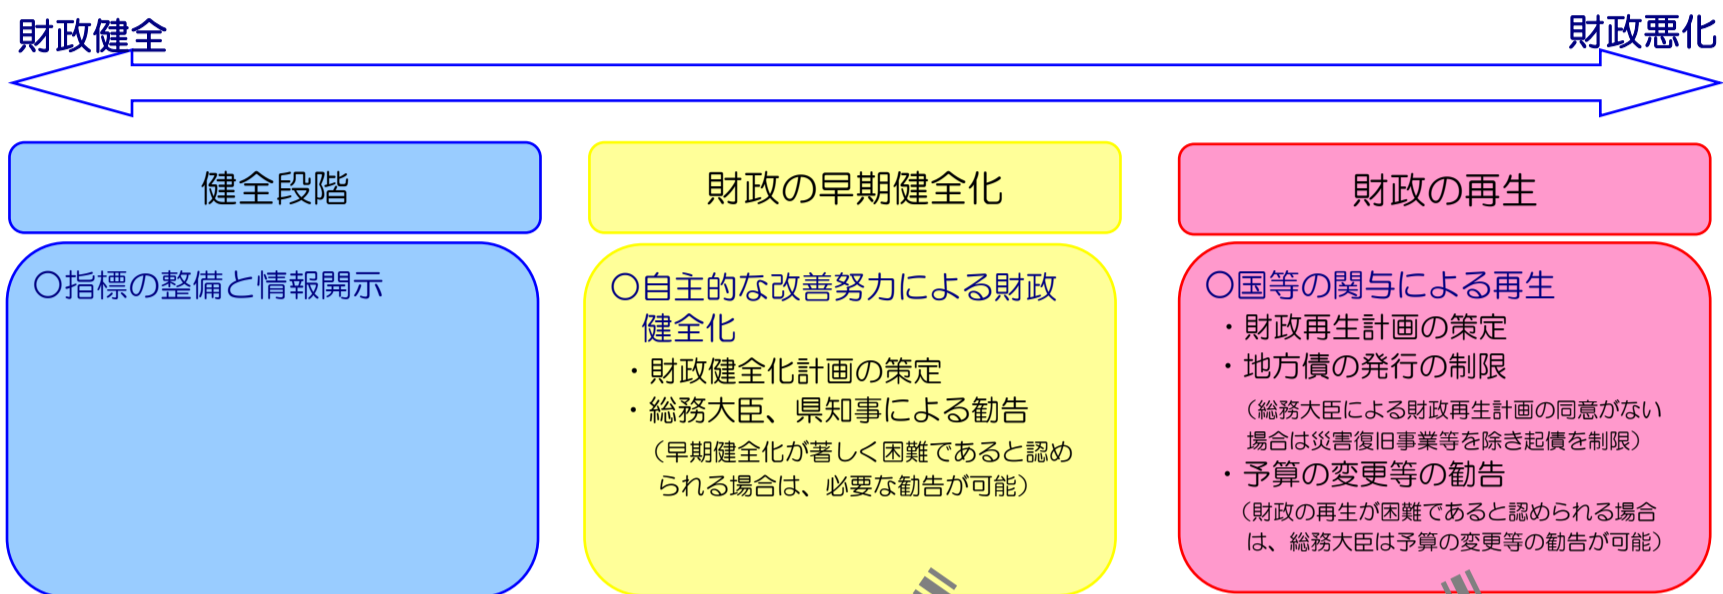 財政健全
財政悪化
健全段階
〇指標の整備と情報開示
財政の早期健全化
〇自主的な改善努力による財政
健全化
・財政健全化計画の策定
・総務大臣、県知事による勧告
（早期健全化が著しく困難であると認め
られる場合は、必要な勧告が可能）
財政の再生
〇国等の関与による再生
・財政再生計画の策定
・地方債の発行の制限
（総務大臣による財政再生計画の同意がない
場合は災害復旧事業等を除き起債を制限）
・予算の変更等の勧告
（財政の再生が困難であると認められる場合
は、総務大臣は予算の変更等の勧告が可能）